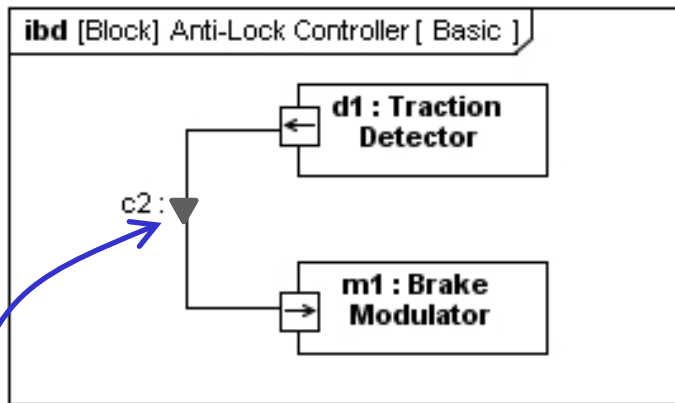 ibd [Block] Anti-Lock Controller [ Basic ]
d1 : Traction
Detector
c2 :
m1 : Brake
Modulator